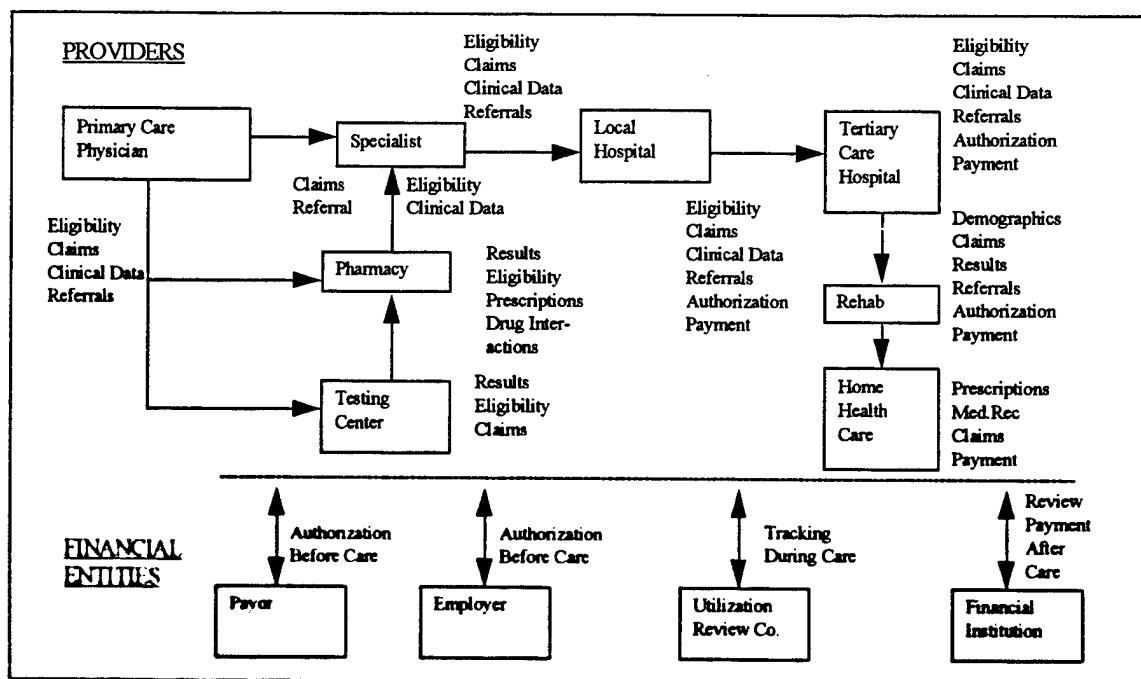 PROVIDERS
Primary Care
Physician
Specialist
Eligibility
Claims
Clinical Data
Referrals
Local
Hospital
Tertiary
Care
Hospital
Eligibility
Claims
Clinical Data
Referrals
Authorization
Payment
Claims
Referral
Eligibility
Clinical Data
Eligibility
Claims
Clinical Data
Referrals
Pharmacy
Results
Eligibility
Prescriptions
Drug Inter-
actions
Eligibility
Claims
Clinical Data
Referrals
Authorization
Payment
Demographics
Claims
Results
Referrals
Authorization
Payment
Rehab
Testing
Center
Results
Eligibility
Claims
Home
Health
Care
Prescriptions
Med.Rec
Claims
Payment
FINANCIAL
ENTITIES
Authorzation
Before Care
Authorization
Before Care
Tracking
During Care
Review
Payment
After
Care
Payor
Employer
Utilization
Review Co.
Financial
Institution